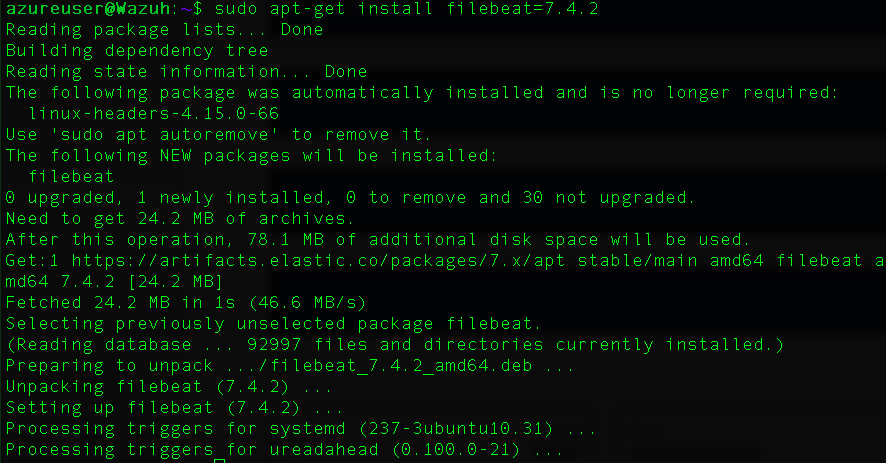 azureuser@Wazuh:~$ sudo apt-get install filebeat=7.4.2
Reading package lists... Done
Building dependency tree
Reading state information... Done
The following package was automatically installed and is no longer required:
  linux-headers-4.15.0-66
Use 'sudo apt autoremove' to remove it.
The following NEW packages will be installed:
  filebeat
0 upgraded, 1 newly installed, 0 to remove and 30 not upgraded.
Need to get 24.2 MB of archives.
After this operation, 78.1 MB of additional disk space will be used.
Get:1 https://artifacts.elastic.co/packages/7.x/apt stable/main amd64 filebeat a
md64 7.4.2 [24.2 MB]
Fetched 24.2 MB in 1s (46.6 MB/s)
Selecting previously unselected package filebeat.
(Reading database ... 92997 files and directories currently installed.)
Preparing to unpack .../filebeat_7.4.2_amd64.deb ...
Unpacking filebeat (7.4.2) ...
Setting up filebeat (7.4.2) ...
Processing triggers for systemd (237-3ubuntu10.31) ...
Processing triggers for ureadahead (0.100.0-21) ...